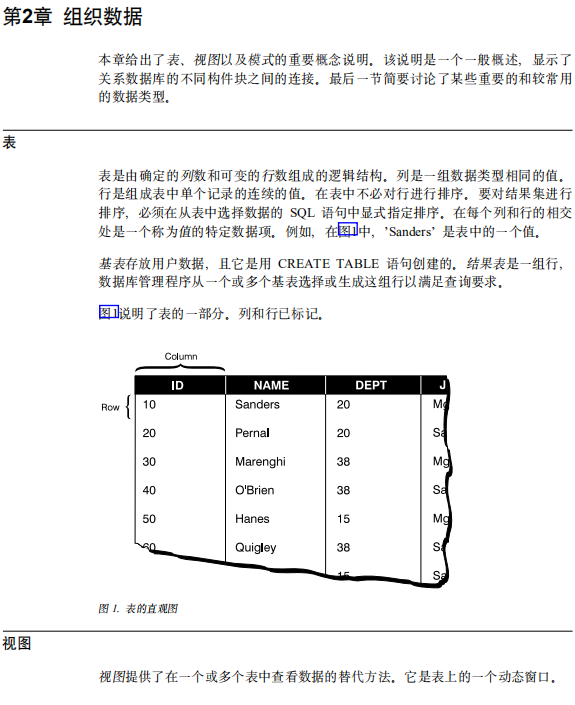 第2章 组织数据
本章给出了表、视图以及模式的重要概念说明。该说明是一个一般概述，显示了
关系数据库的不同构件块之间的连接。最后一节简要讨论了某些重要的和较常用
的数据类型。
表
表是由确定的列数和可变的行数组成的逻辑结构。列是一组数据类型相同的值。
行是组成表中单个记录的连续的值。在表中不必对行进行排序。要对结果集进行
排序，必须在从表中选择数据的 SQL 语句中显式指定排序。在每个列和行的相交
处是一个称为值的特定数据项。例如，在图1中，’Sanders’ 是表中的一个值。
基表存放用户数据，且它是用 CREATE TABLE 语句创建的。结果表是一组行，
数据库管理程序从一个或多个基表选择或生成这组行以满足查询要求。
图1说明了表的一部分。列和行已标记。
Column
ID NAME DEPT J
Row 10 Sanders 20 Mg
20 Pernal 20 Sa
30 Marenghi 38 Mg
40 O'Brien 38 Sa
50 Hanes 15 Mg
60 Quigley 38 Sa
15 Sa
图 1. 表的直观图
视图
视图提供了在一个或多个表中查看数据的替代方法。它是表上的一个动态窗口。